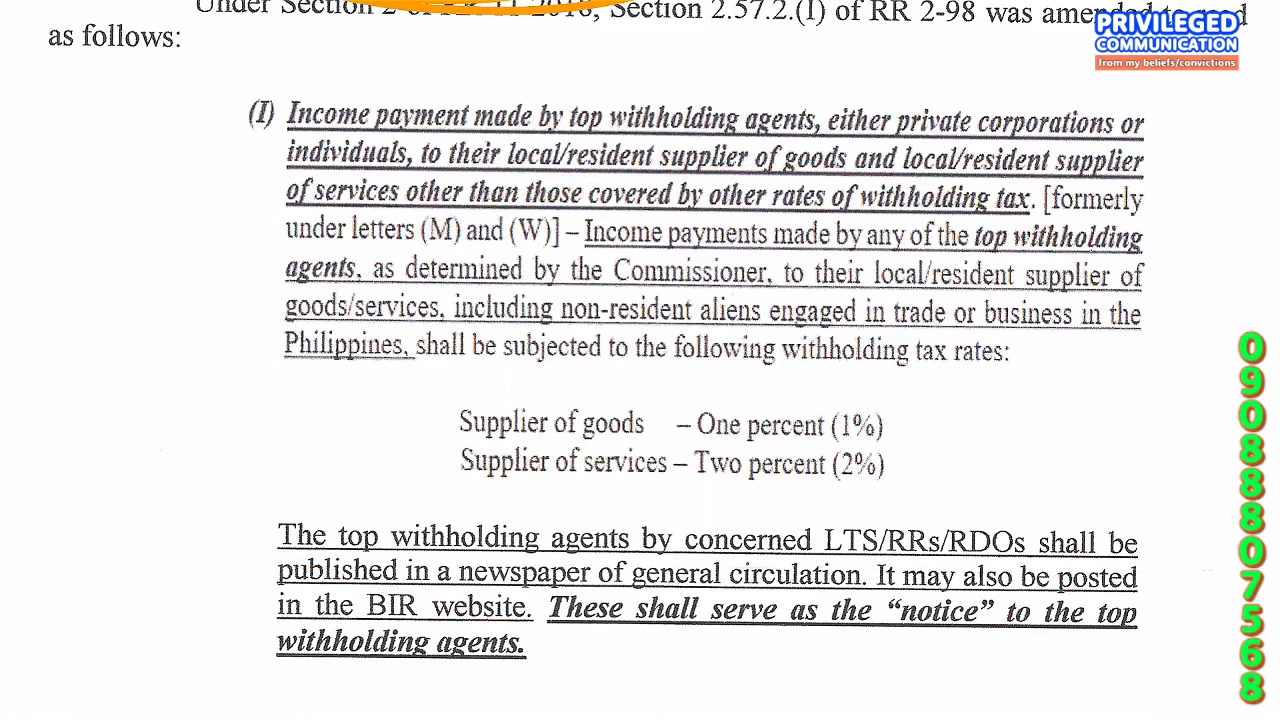 Under Section 2 of RR 11-2018, Section 2.57.2.(I) of RR 2-98 was amended to read
as follows:
PRIVILEGED
COMMUNICATION
from my beliefs/convictions
(I) Income payment made by top withholding agents, either private corporations or
individuals, to their local/resident supplier of goods and local/resident supplier
of services other than those covered by other rates of withholding tax. [formerly
under letters (M) and (W)] – Income payments made by any of the top withholding
agents, as determined by the Commissioner, to their local/resident supplier of
goods/services, including non-resident aliens engaged in trade or business in the
Philippines, shall be subjected to the following withholding tax rates:
Supplier of goods – One percent (1%)
Supplier of services – Two percent (2%)
The top withholding agents by concerned LTS/RRs/RDOs shall be
published in a newspaper of general circulation. It may also be posted
in the BIR website. These shall serve as the “notice” to the top
withholding agents.
09088807568